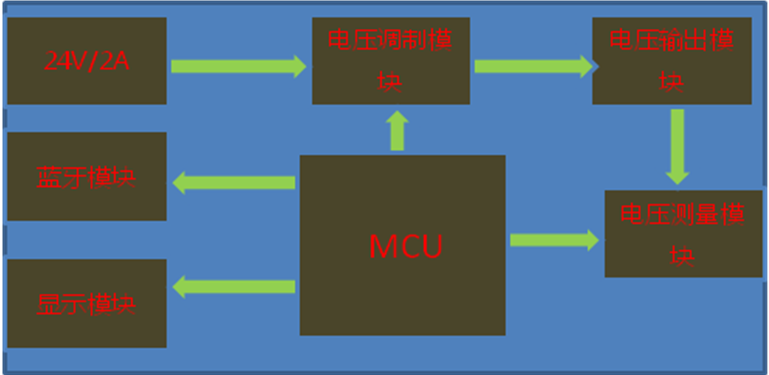 24V/2A
电压调制模
块
电压输出模
块
蓝牙模块
MCU
电压测量模
块
显示模块